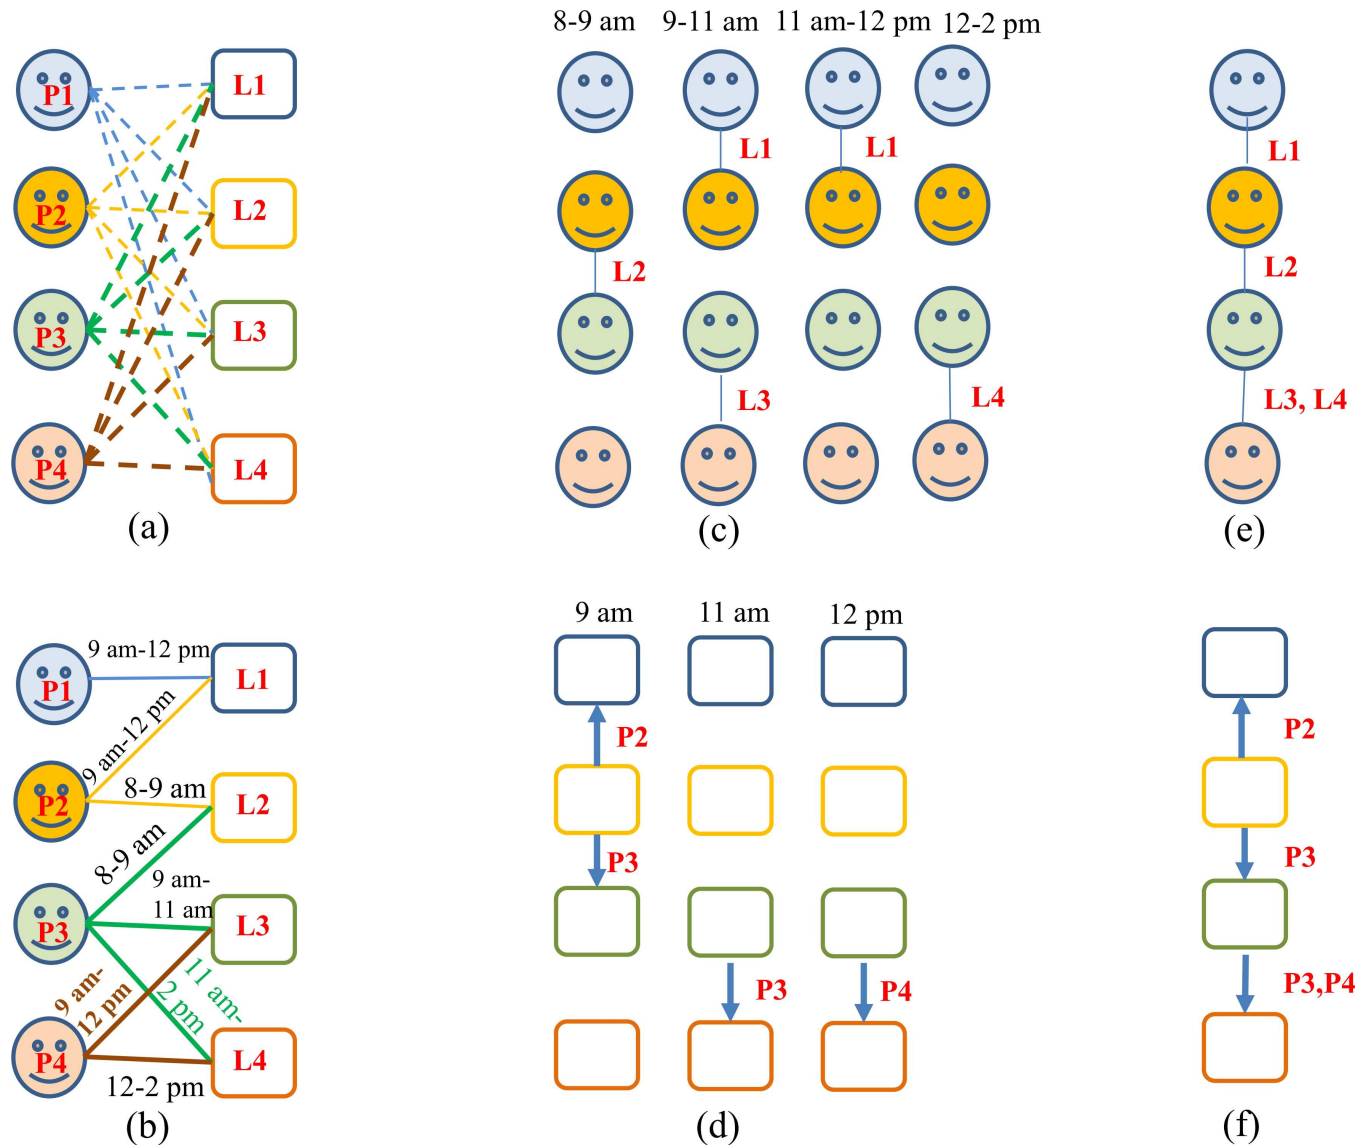 P1
L1
P2
L2
P3
L3
P4
L4
(a)
8-9 am
9-11 am
11 am-12 pm
12-2 pm
L1
L1
L2
L3
L4
(c)
L1
L2
L3, L4
(e)
9 am-12 pm
P1
L1
9 am-12 pm
8-9 am
P2
L2
8-9 am
9 am-
11 am
P3
L3
9 am-
12 pm
11 am-
2 pm
P4
L4
12-2 pm
(b)
9 am
11 am
12 pm
P2
P3
P3
P4
(d)
P2
P3
P3,P4
(f)